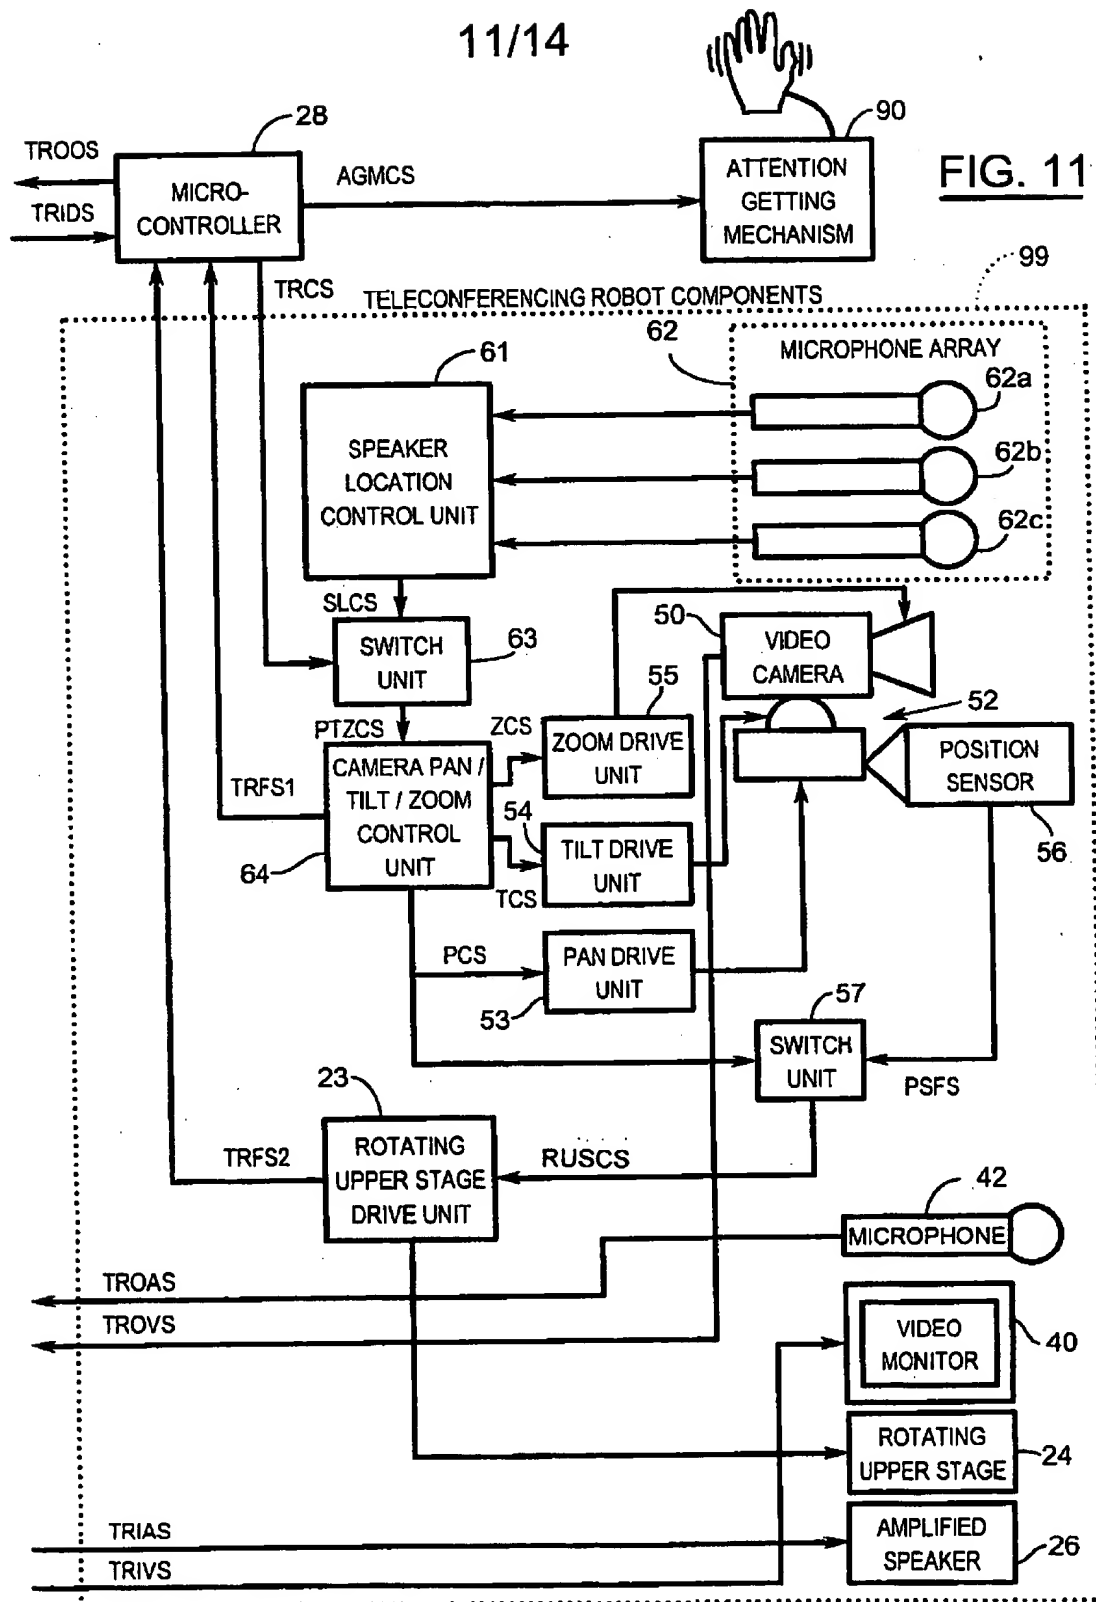 11/14
28
90
TROOS
MICRO-
CONTROLLER
AGMCS
ATTENTION
GETTING
MECHANISM
FIG. 11
TRIDS
TRCS
99
TELECONFERENCING ROBOT COMPONENTS
61
62
MICROPHONE ARRAY
62a
SPEAKER
LOCATION
CONTROL UNIT
62b
62c
SLCS
SWITCH
UNIT
63
50
VIDEO
CAMERA
55
52
PTZCS
ZCS
ZOOM DRIVE
UNIT
POSITION
SENSOR
CAMERA PAN /
TILT / ZOOM
CONTROL
UNIT
TRFS1
54
TILT DRIVE
UNIT
56
64
TCS
PCS
PAN DRIVE
UNIT
53
57
SWITCH
UNIT
PSFS
23
ROTATING
UPPER STAGE
DRIVE UNIT
TRFS2
RUSCS
42
MICROPHONE
TROAS
TROVS
VIDEO
MONITOR
40
ROTATING
UPPER STAGE
24
TRIAS
AMPLIFIED
SPEAKER
26
TRIVS